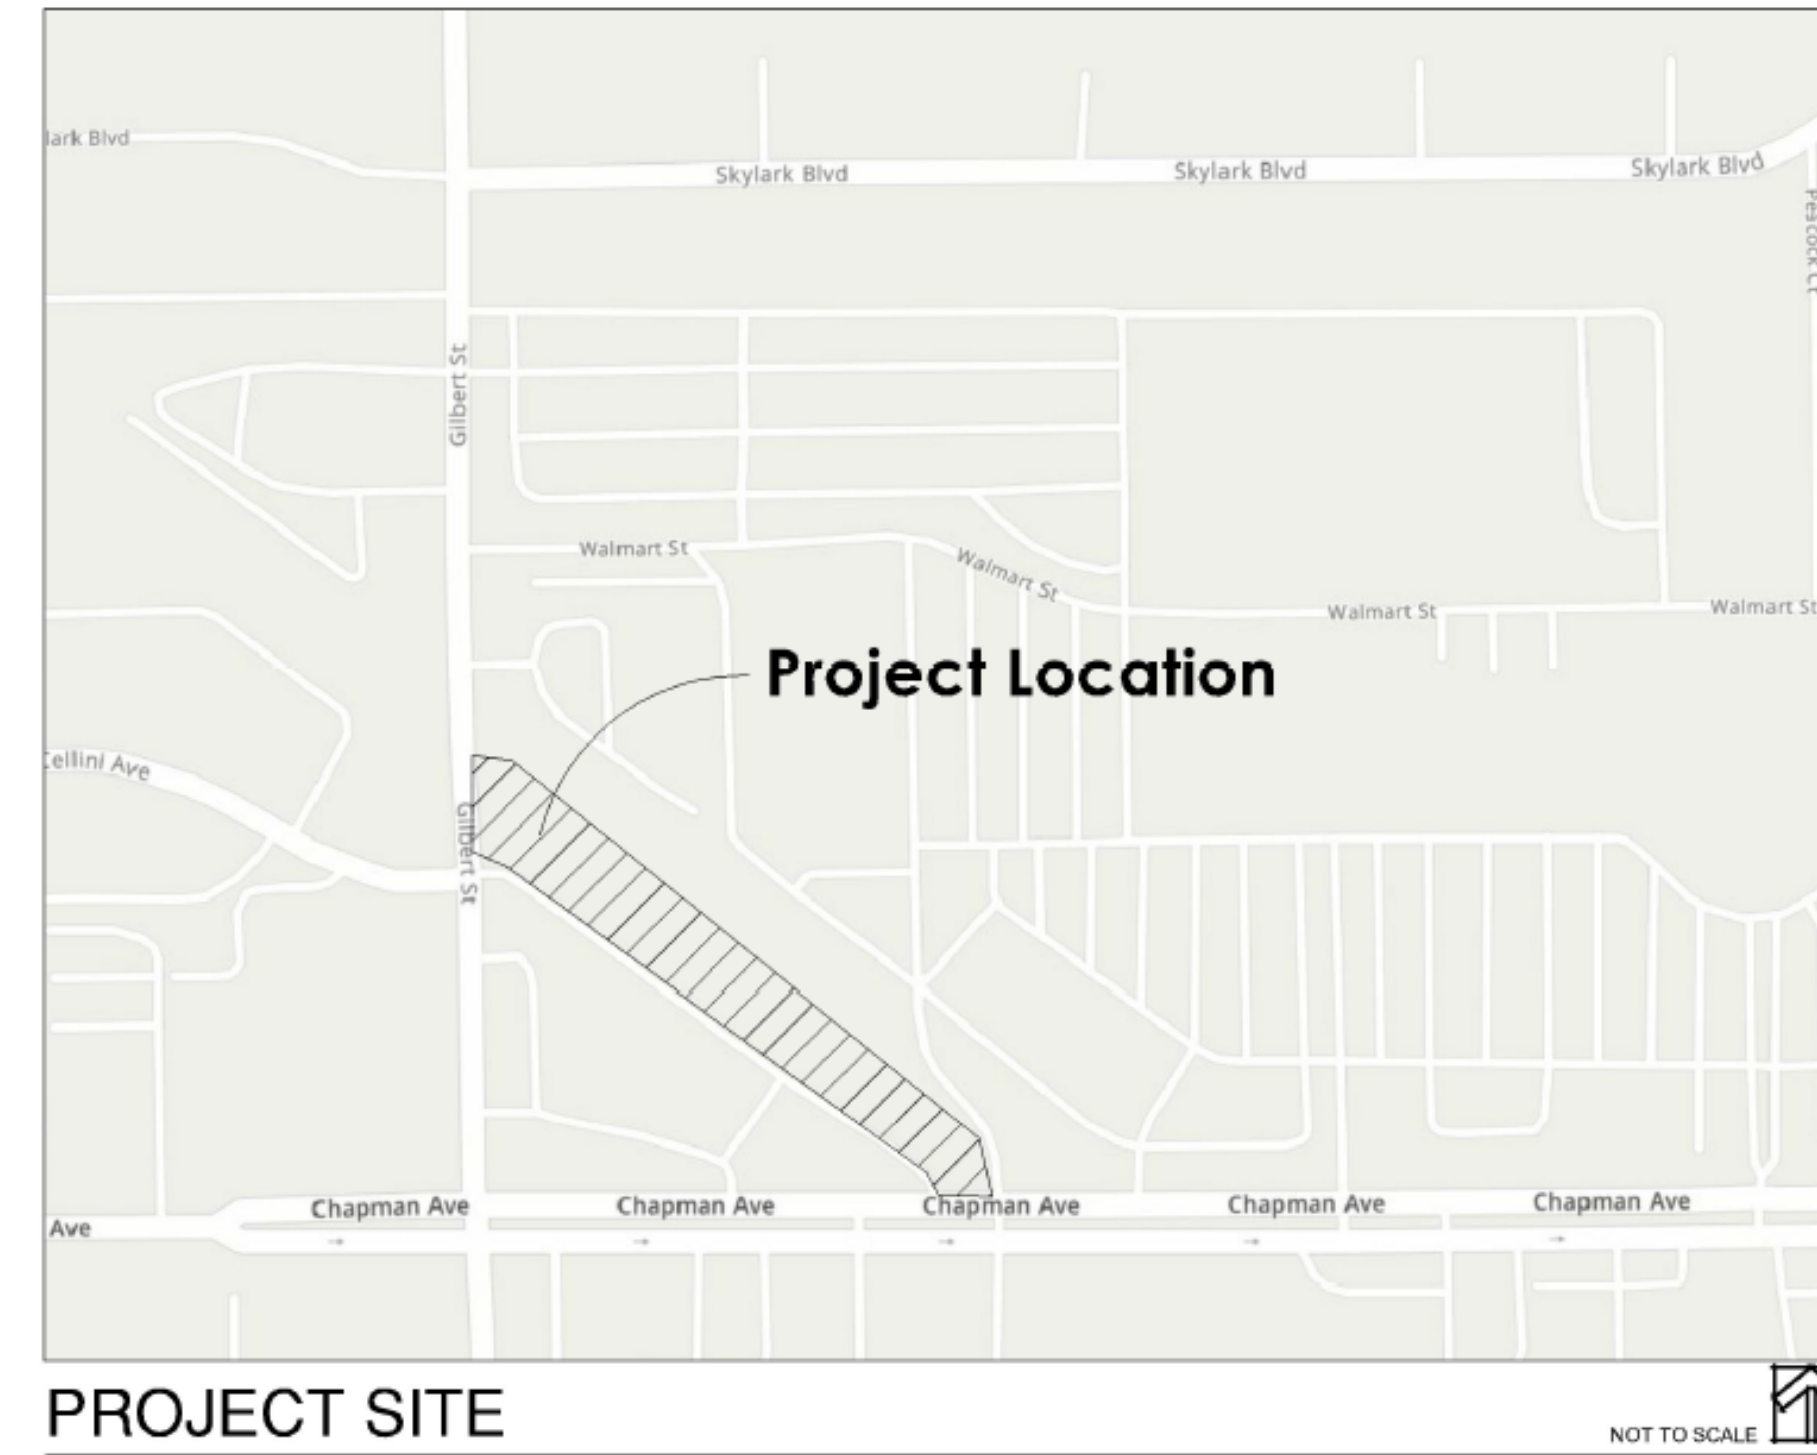 lark Blvd
Skylark Blvd
Skylark Blvd
Skylark Blvd
Peacock Ct
Gilbert St
Walmart St
Walmart St
Walmart St
Walmart St
Project Location
Cellini Ave
Gilbert St
Chapman Ave
Chapman Ave
Chapman Ave
Chapman Ave
Chapman Ave
Ave
PROJECT SITE
NOT TO SCALE